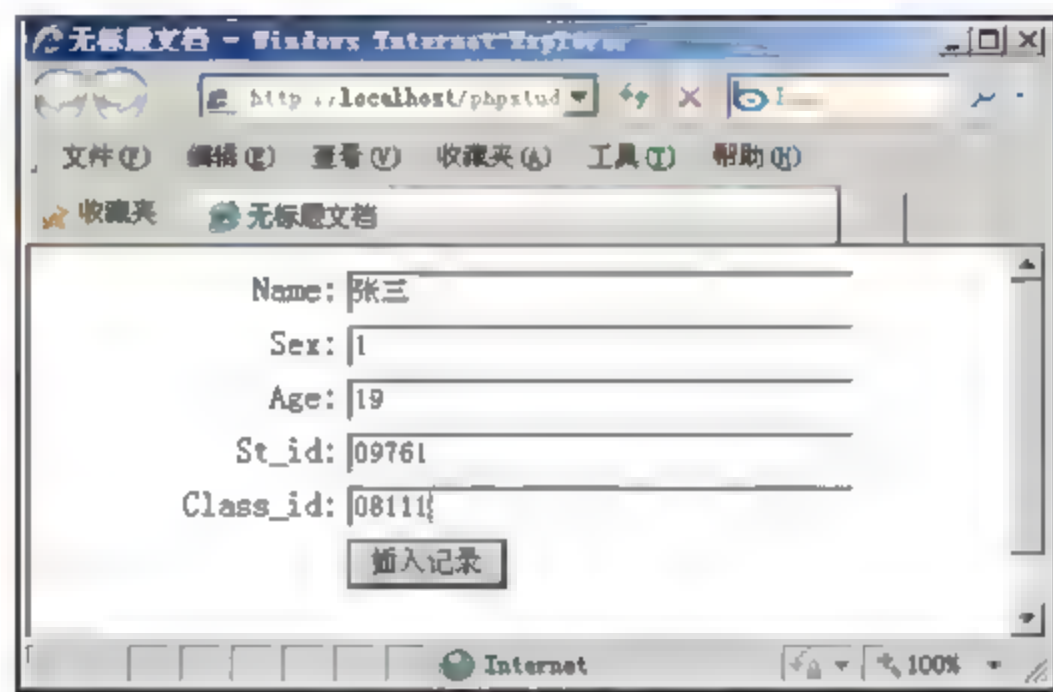 无标题文档 - Windows Internet Explorer
http://localhost/phpstud
文件(F) 编辑(E) 查看(V) 收藏夹(A) 工具(T) 帮助(H)
收藏夹 无标题文档
Name: 张三
Sex: 1
Age: 19
St_id: 09761
Class_id: 08111
插入记录
Internet 100%